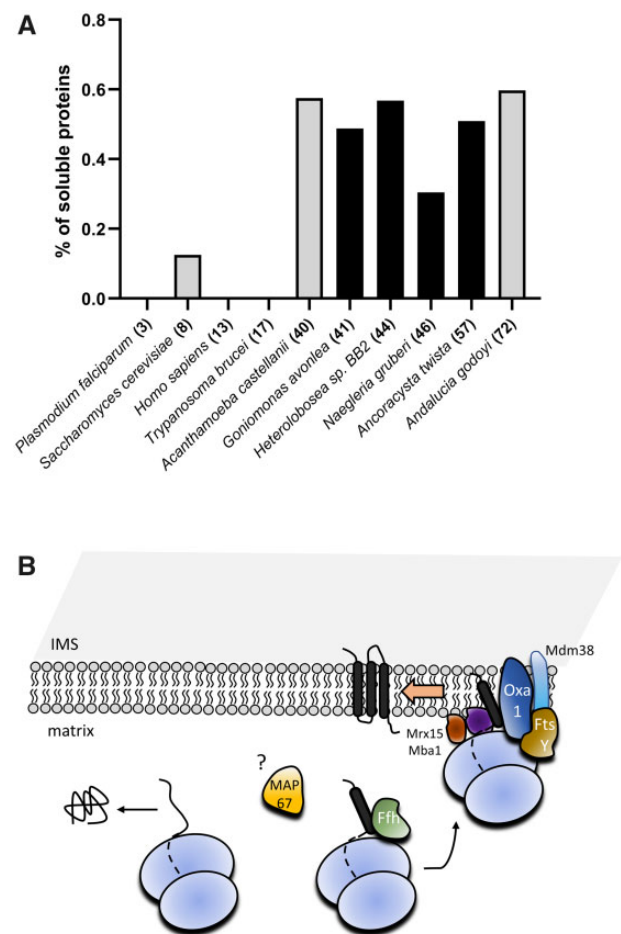 A
% of soluble proteins
0.8
0.6
0.4
0.2
0.0
Plasmodium falciparum (3)
Saccharomyces cerevisiae (8)
Homo sapiens (13)
Trypanosoma brucei (17)
Acanthamoeba castellanii (40)
Goniomonas avonlea (41)
Heterolobosea sp. BB2 (44)
Naegleria gruberi (46)
Ancoracysta twista (57)
Andalucia godoyi (72)
B
IMS
Mdm38
Oxa
1
matrix
Mrx15
Mba1
Fts
Y
?
MAP
67
Ffh